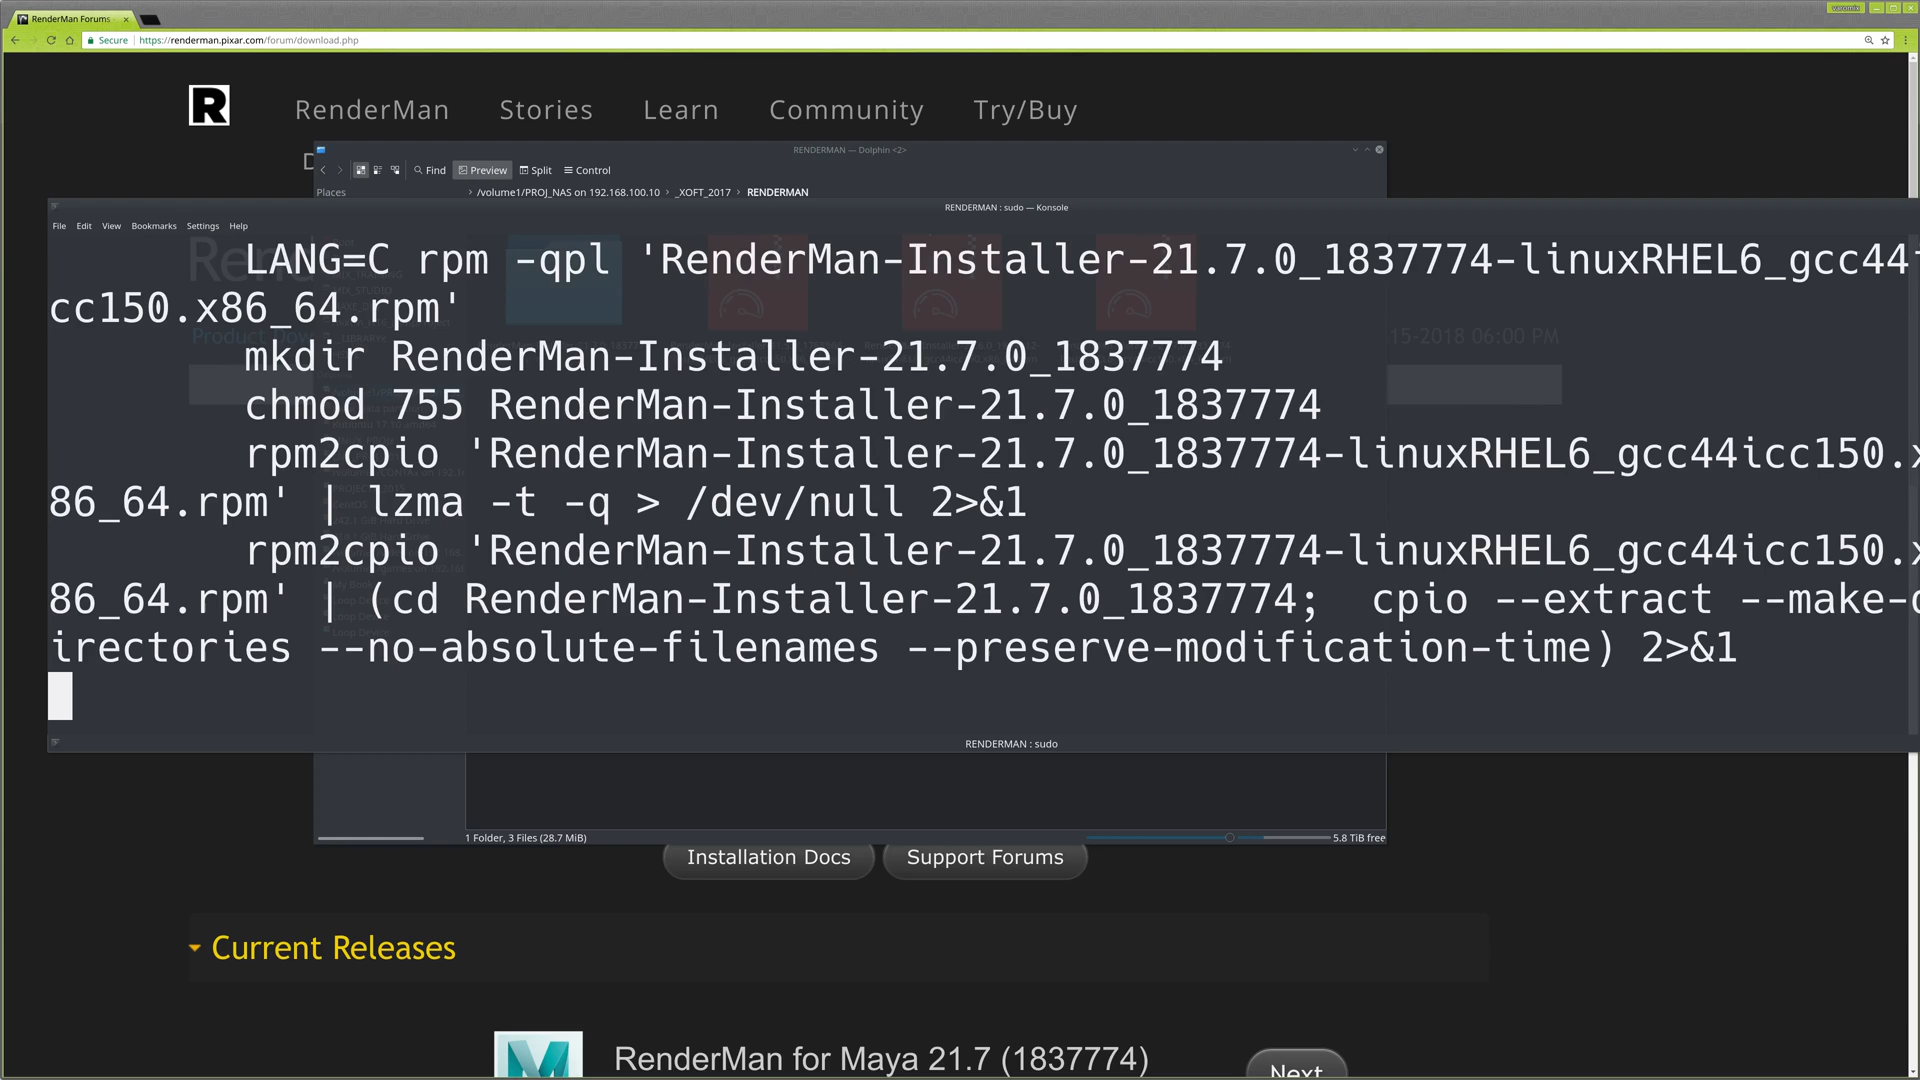 RenderMan Forums
varomix
Secure https://renderman.pixar.com/forum/download.php
R RenderMan Stories Learn Community Try/Buy
RENDERMAN — Dolphin <2>
Find Preview Split Control
Places
/volume1/PROJ_NAS on 192.168.100.10 > _XOFT_2017 > RENDERMAN
RENDERMAN : sudo — Konsole
File Edit View Bookmarks Settings Help
LANG=C rpm -qpl 'RenderMan-Installer-21.7.0_1837774-linuxRHEL6_gcc44i
cc150.x86_64.rpm'
15-2018 06:00 PM
mkdir RenderMan-Installer-21.7.0_1837774
chmod 755 RenderMan-Installer-21.7.0_1837774
rpm2cpio 'RenderMan-Installer-21.7.0_1837774-linuxRHEL6_gcc44icc150.x
86_64.rpm' | lzma -t -q > /dev/null 2>&1
rpm2cpio 'RenderMan-Installer-21.7.0_1837774-linuxRHEL6_gcc44icc150.x
86_64.rpm' | (cd RenderMan-Installer-21.7.0_1837774; cpio --extract --make-d
irectories --no-absolute-filenames --preserve-modification-time) 2>&1
RENDERMAN : sudo
1 Folder, 3 Files (28.7 MiB)
5.8 TiB free
Installation Docs Support Forums
Current Releases
RenderMan for Maya 21.7 (1837774)
Next